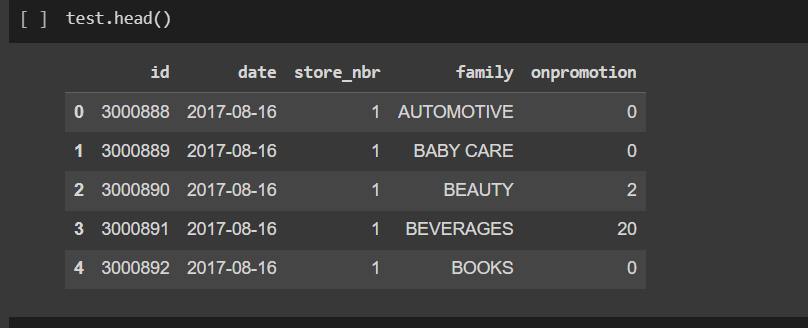 [ ] test.head()
id date store_nbr family onpromotion
0 3000888 2017-08-16 1 AUTOMOTIVE 0
1 3000889 2017-08-16 1 BABY CARE 0
2 3000890 2017-08-16 1 BEAUTY 2
3 3000891 2017-08-16 1 BEVERAGES 20
4 3000892 2017-08-16 1 BOOKS 0